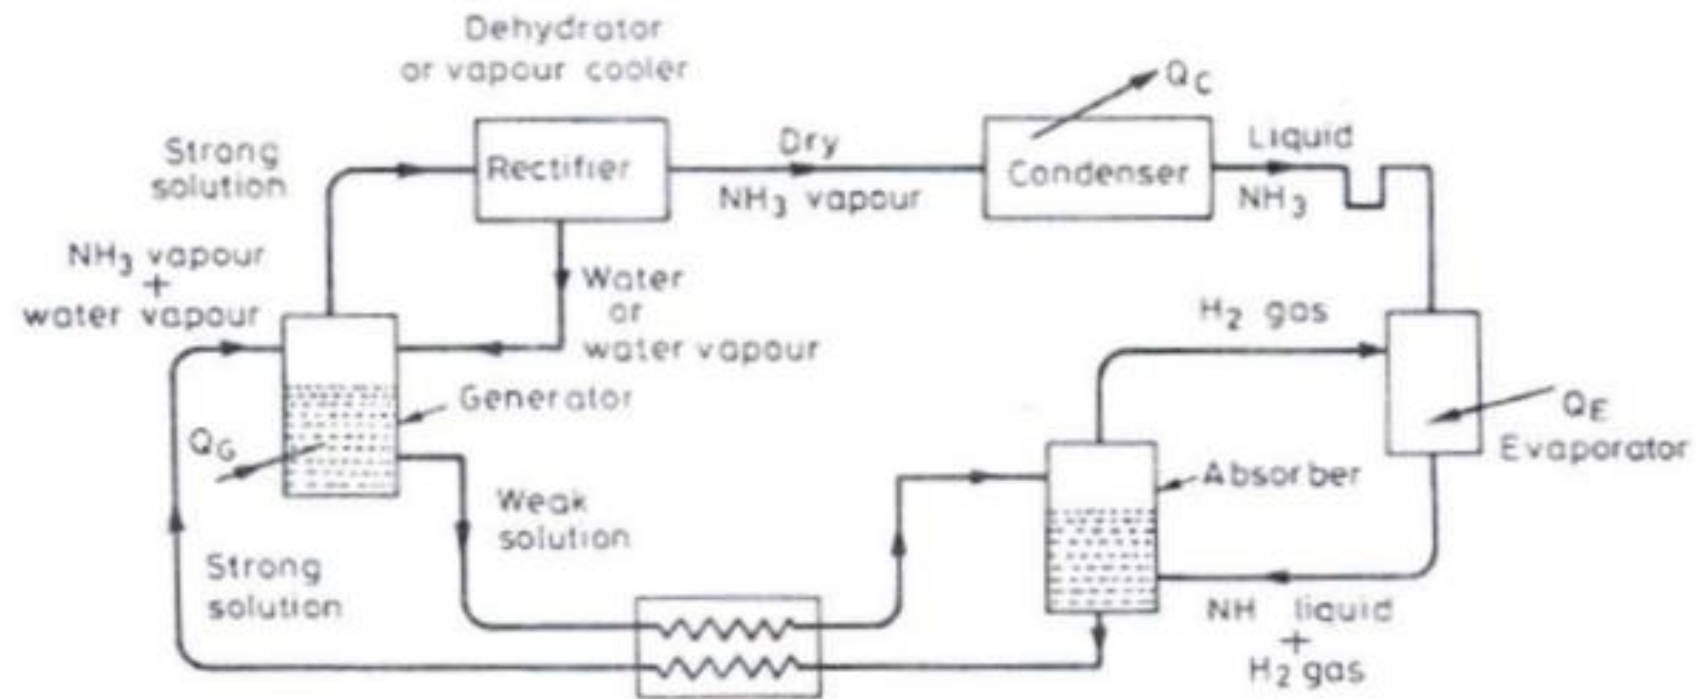 Dehydrator
or vapour cooler
Q_C
Strong
solution
Rectifier
Dry
NH₃ vapour
Condenser
Liquid
NH₃
NH₃ vapour
+
water vapour
Water
or
water vapour
H₂ gas
Generator
Q_G
Q_E
Evaporator
Absorber
Weak
solution
Strong
solution
NH liquid
+
H₂ gas